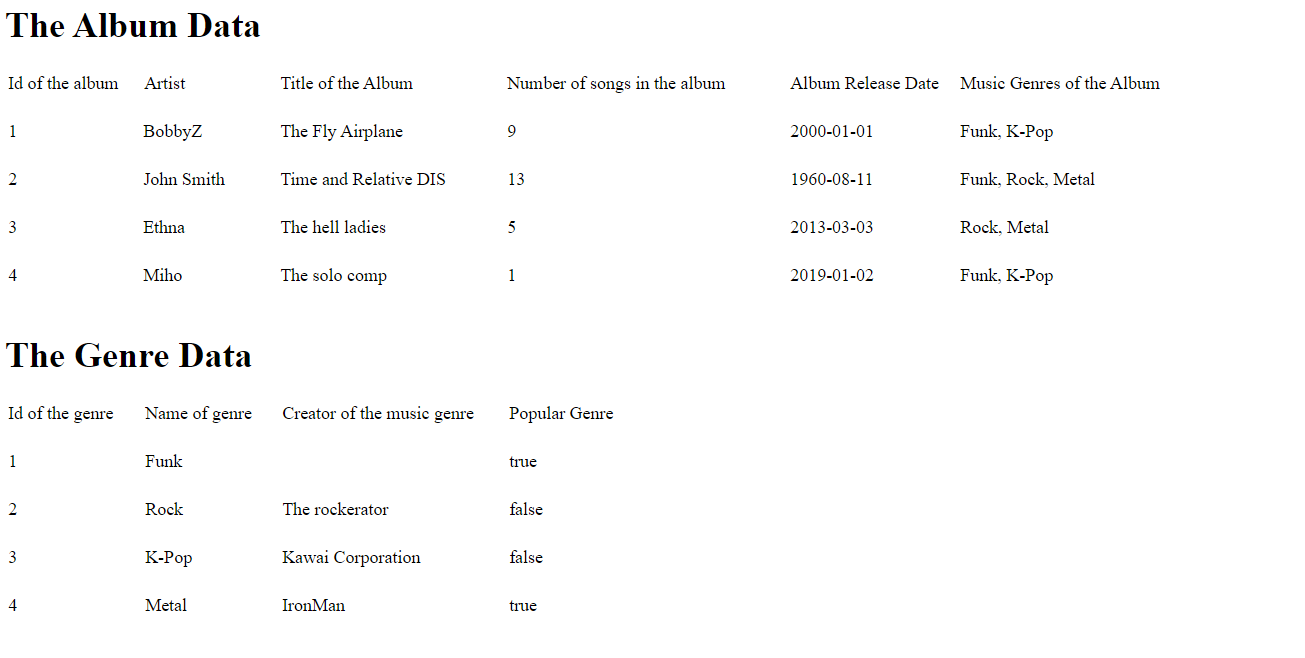 The Album Data
Id of the album Artist Title of the Album Number of songs in the album Album Release Date Music Genres of the Album
1 BobbyZ The Fly Airplane 9 2000-01-01 Funk, K-Pop
2 John Smith Time and Relative DIS 13 1960-08-11 Funk, Rock, Metal
3 Ethna The hell ladies 5 2013-03-03 Rock, Metal
4 Miho The solo comp 1 2019-01-02 Funk, K-Pop
The Genre Data
Id of the genre Name of genre Creator of the music genre Popular Genre
1 Funk true
2 Rock The rockerator false
3 K-Pop Kawai Corporation false
4 Metal IronMan true